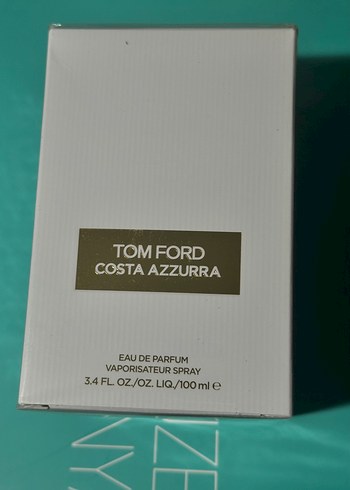 TOM FORD
COSTA AZZURRA
EAU DE PARFUM
VAPORISATEUR SPRAY
3.4 FL. OZ./OZ. LIQ./100 ml ℮